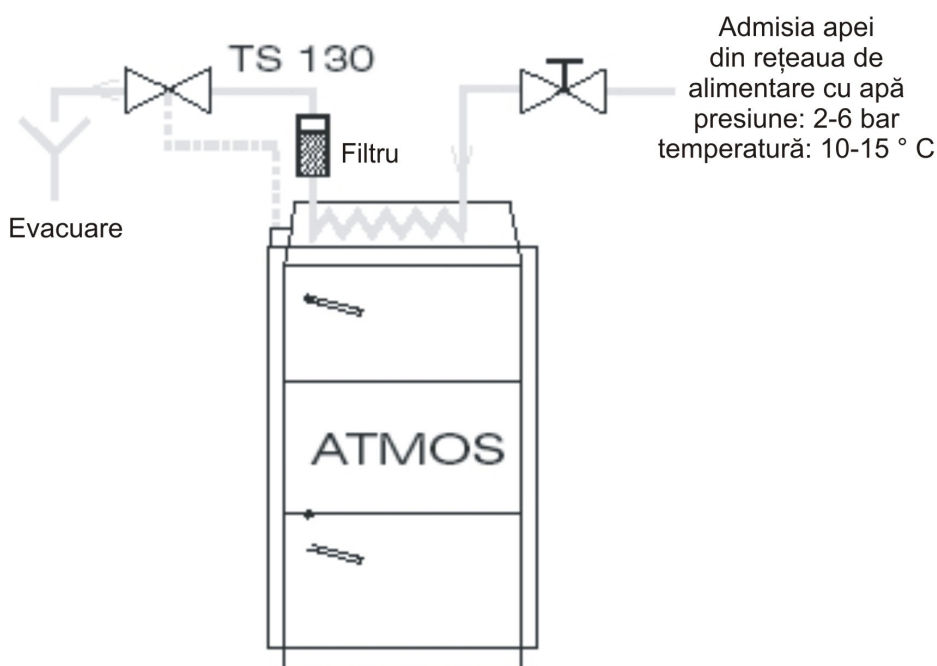 TS 130
Admisia apei
din rețeaua de
alimentare cu apă
presiune: 2-6 bar
temperatură: 10-15 ° C
Filtru
Evacuare
ATMOS